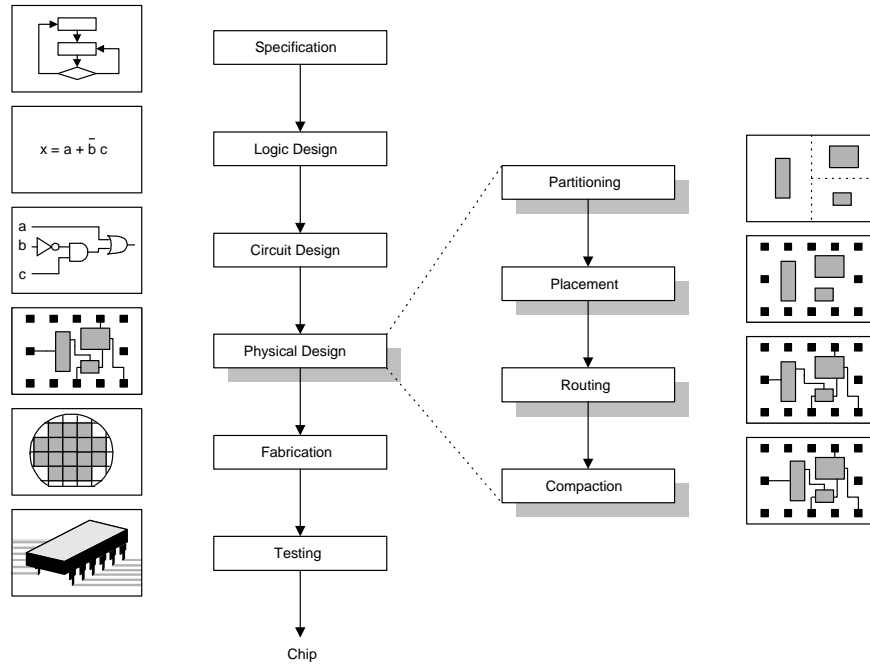 Specification
x = a + b̄ c
Logic Design
Partitioning
a
b
c
Circuit Design
Placement
Physical Design
Routing
Fabrication
Compaction
Testing
Chip